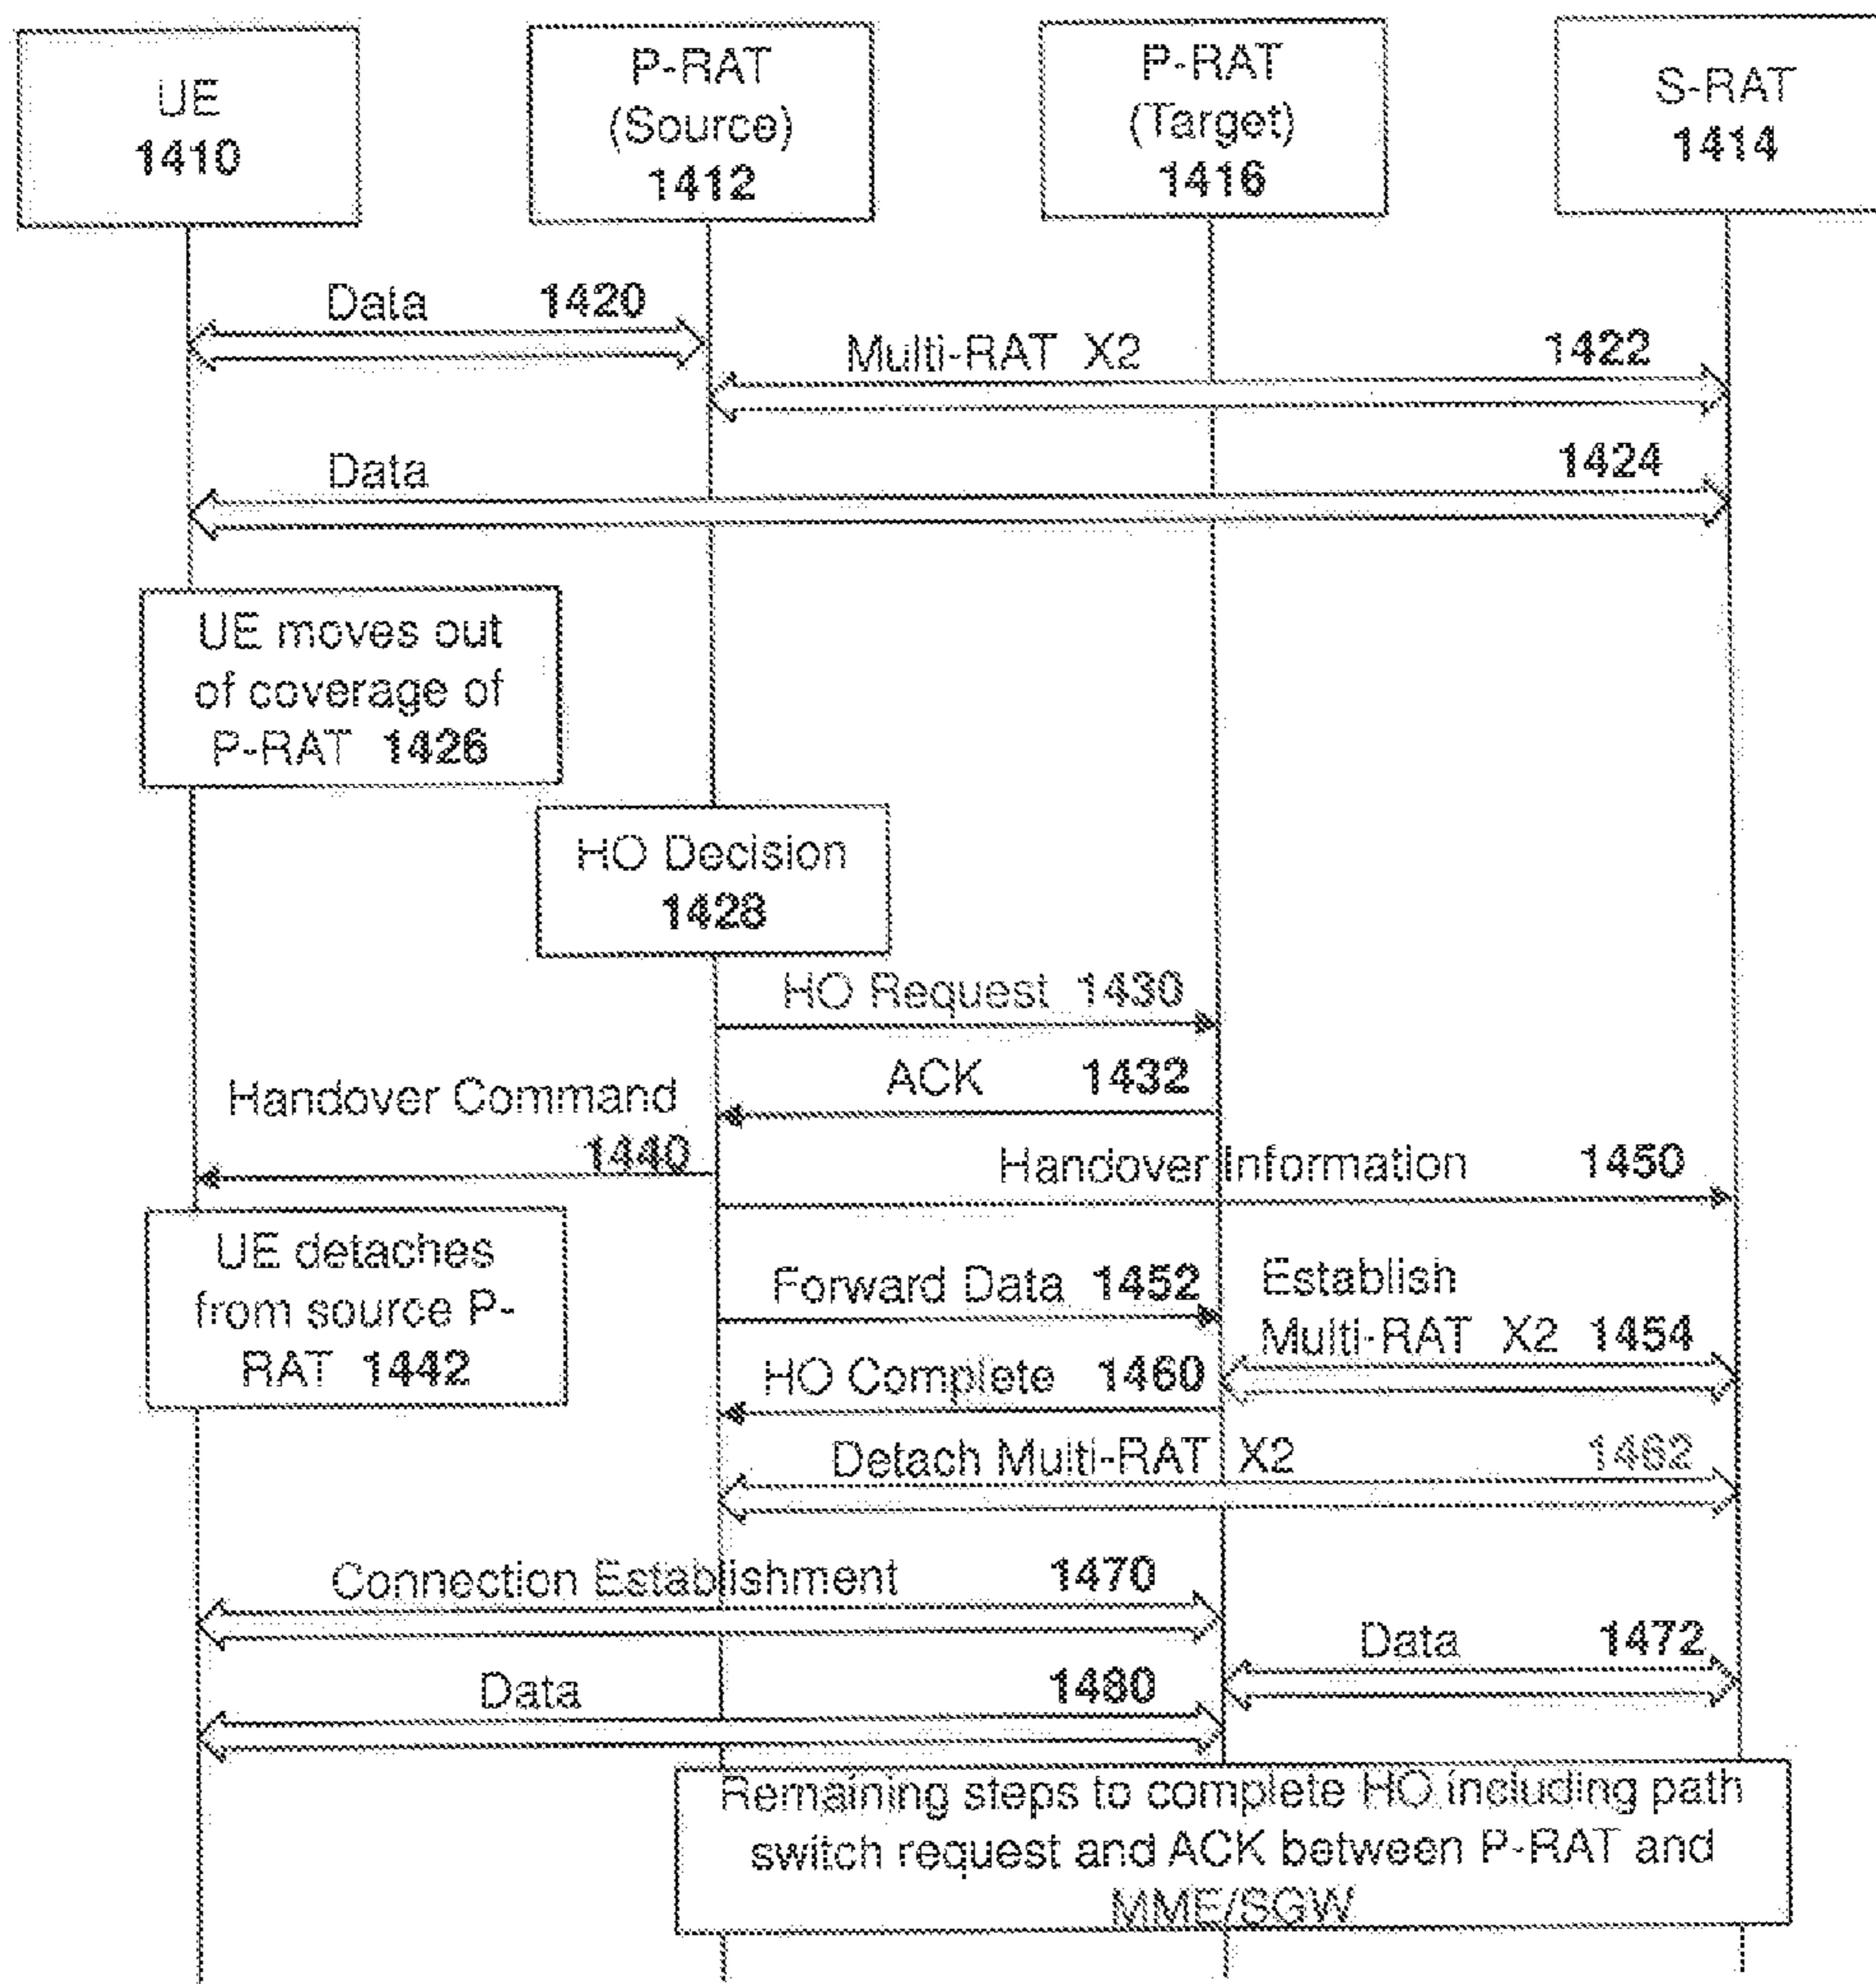 UE
1410
P-RAT
(Source)
1412
P-RAT
(Target)
1416
S-RAT
1414
Data 1420
Multi-RAT X2 1422
Data 1424
UE moves out
of coverage of
P-RAT 1426
HO Decision
1428
HO Request 1430
ACK 1432
Handover Command
1440
Handover Information 1450
UE detaches
from source P-
RAT 1442
Forward Data 1452
Establish
Multi-RAT X2 1454
HO Complete 1460
Detach Multi-RAT X2 1462
Connection Establishment 1470
Data 1472
Data 1480
Remaining steps to complete HO including path
switch request and ACK between P-RAT and
MME/SGW